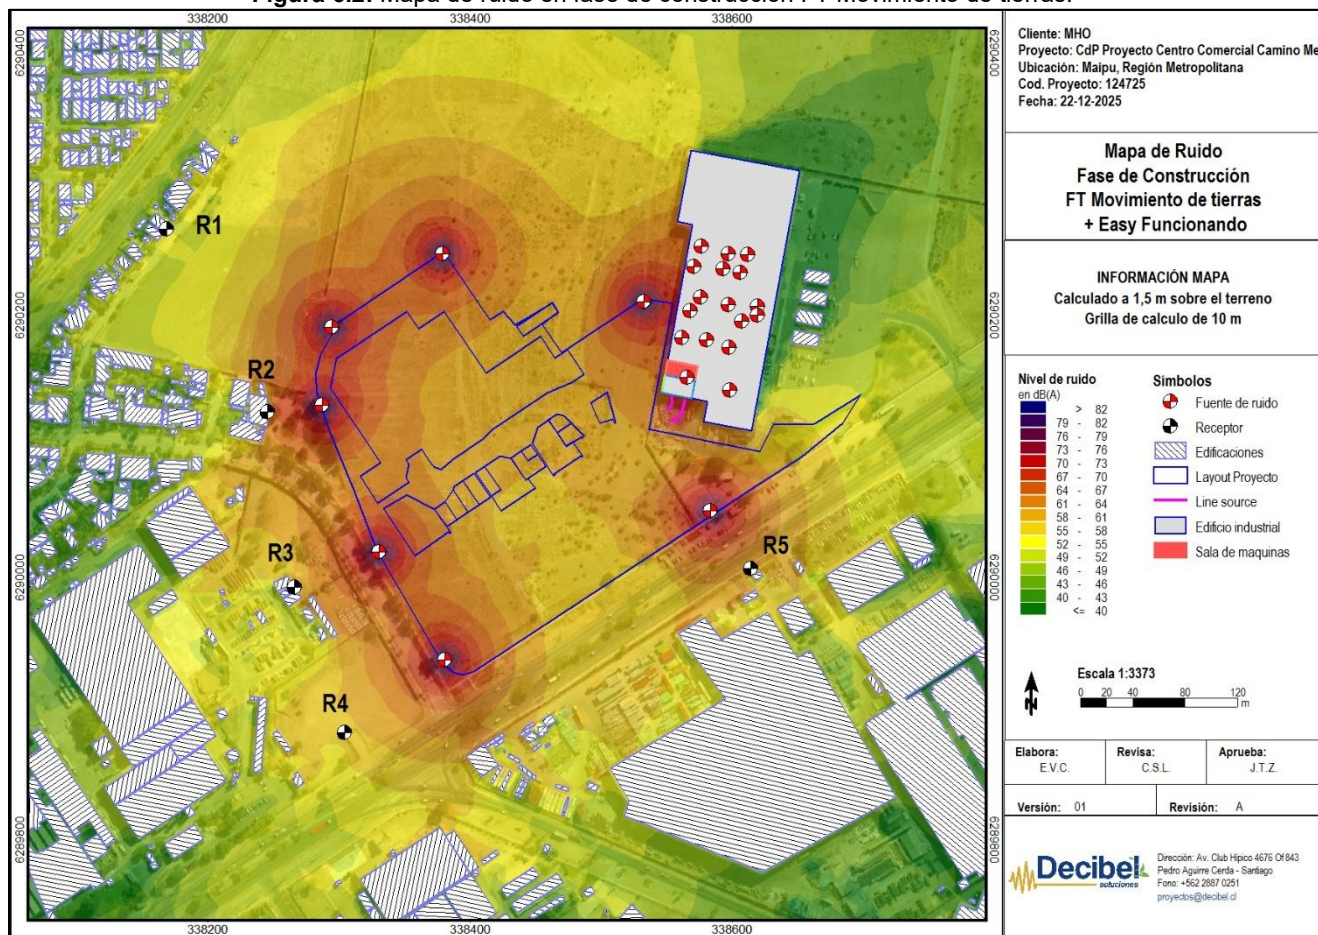 Figura 6.2: Mapa de ruido en fase de construcción FT Movimiento de tierras.
338200 338400 338600
6290400
6290200
6290000
6289800
6290400
6290200
6290000
6289800
R1
R2
R3
R4
R5
338200 338400 338600
Cliente: MHO
Proyecto: CdP Proyecto Centro Comercial Camino Me
Ubicación: Maipu, Región Metropolitana
Cod. Proyecto: 124725
Fecha: 22-12-2025
Mapa de Ruido
Fase de Construcción
FT Movimiento de tierras
+ Easy Funcionando
INFORMACIÓN MAPA
Calculado a 1,5 m sobre el terreno
Grilla de calculo de 10 m
Nivel de ruido
en dB(A)
> 82
79 - 82
76 - 79
73 - 76
70 - 73
67 - 70
64 - 67
61 - 64
58 - 61
55 - 58
52 - 55
49 - 52
46 - 49
43 - 46
40 - 43
<= 40
Simbolos
Fuente de ruido
Receptor
Edificaciones
Layout Proyecto
Line source
Edificio industrial
Sala de maquinas
Escala 1:3373
0 20 40 80 120
m
Elabora: Revisa: Aprueba:
E.V.C. C.S.L. J.T.Z.
Versión: 01 Revisión: A
Decibel
soluciones
Dirección: Av. Club Hipico 4676 Of 843
Pedro Aguirre Cerda - Santiago
Fono: +562 2887 0251
proyectos@decibel.cl